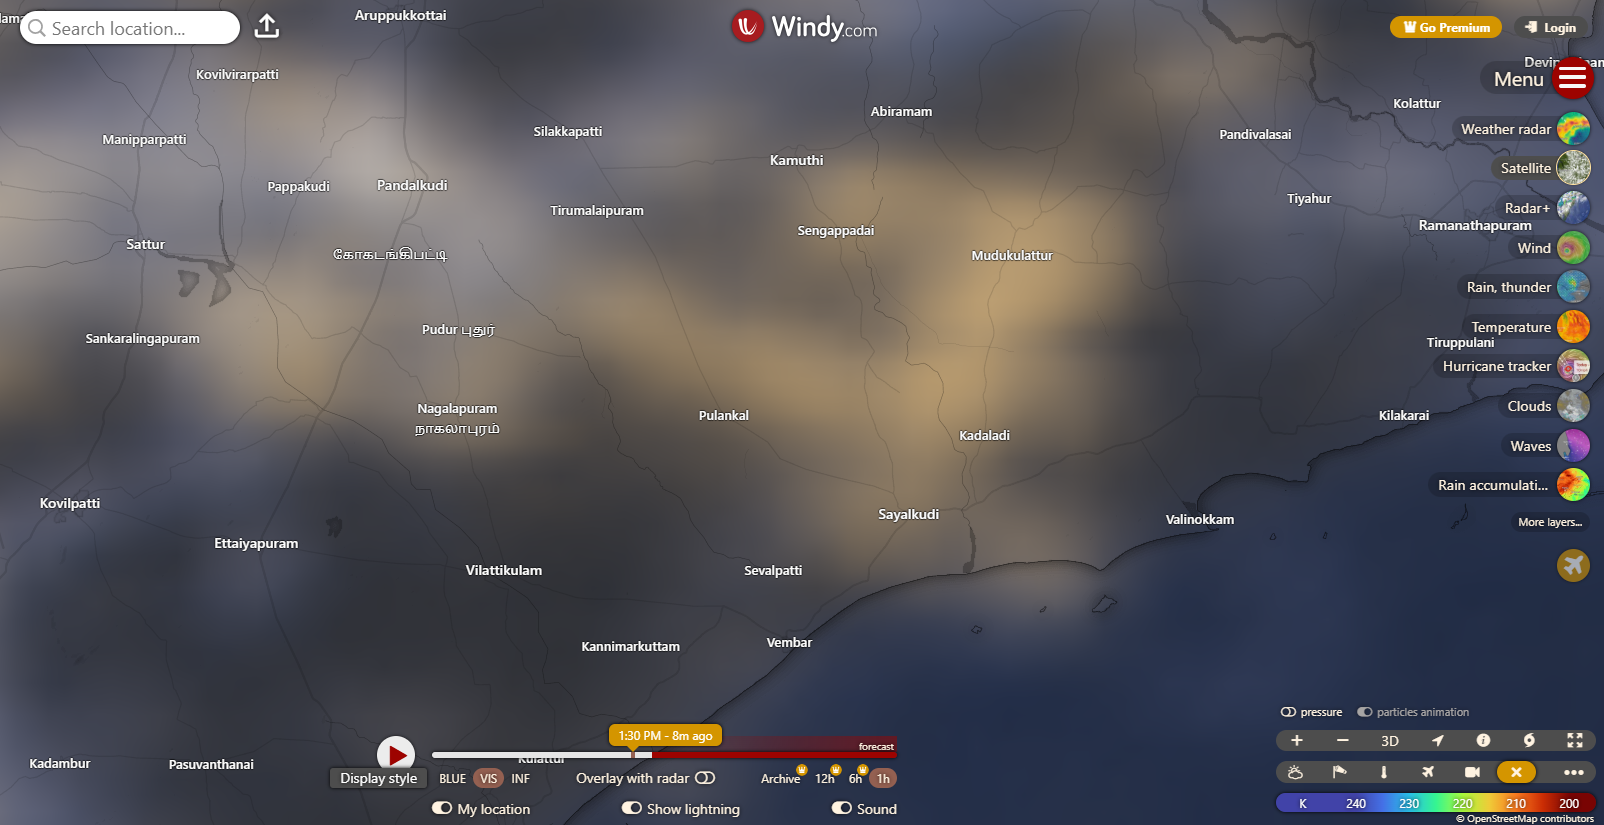 Search location...
Windy.com
Go Premium
Login
Menu
Aruppukkottai
Kovilvirarpatti
Manipparpatti
Silakkapatti
Abiramam
Kamuthi
Pandivalasai
Kolattur
Weather radar
Satellite
Radar+
Ramanathapuram
Wind
Rain, thunder
Temperature
Tiruppulani
Hurricane tracker
Clouds
Waves
Rain accumulati...
More layers...
Pappakudi
Pandalkudi
Tirumalaipuram
Tiyahur
Sengappadai
Sattur
கோகடங்கிபட்டி
Mudukulattur
Sankaralingapuram
Pudur புதுர்
Nagalapuram
நாகலாபுரம்
Pulankal
Kadaladi
Kilakarai
Kovilpatti
Sayalkudi
Valinokkam
Ettaiyapuram
Vilattikulam
Sevalpatti
Kannimarkuttam
Vembar
Kadambur
Pasuvanthanai
Kulattur
1:30 PM - 8m ago
forecast
Display style
BLUE VIS INF
Overlay with radar
Archive 12h 6h 1h
My location
Show lightning
Sound
pressure
particles animation
3D
K 240 230 220 210 200
© OpenStreetMap contributors